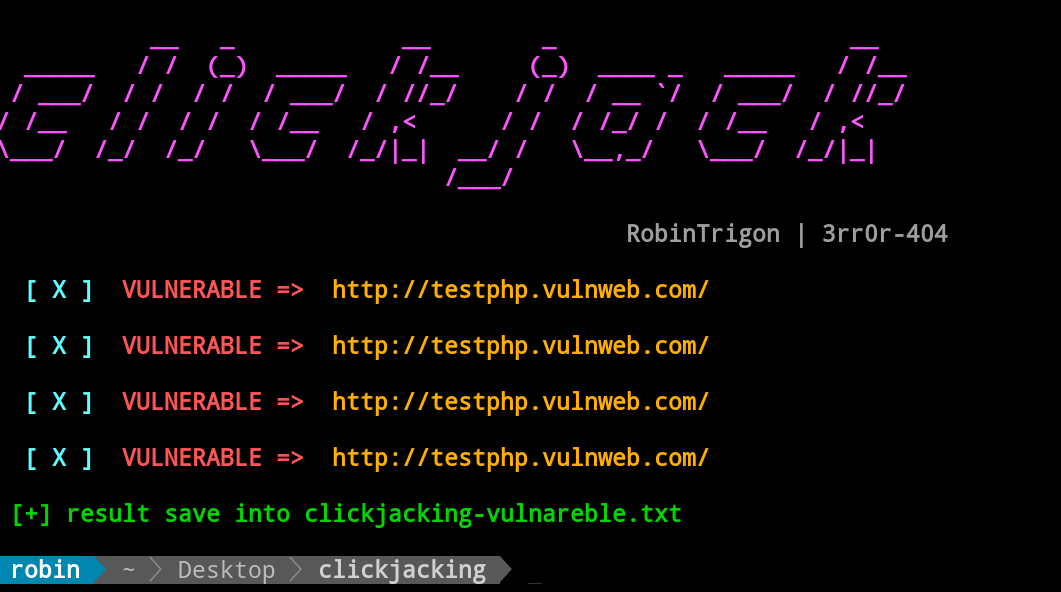 clickjack
RobinTrigon | 3rr0r-404
[ X ] VULNERABLE => http://testphp.vulnweb.com/
[ X ] VULNERABLE => http://testphp.vulnweb.com/
[ X ] VULNERABLE => http://testphp.vulnweb.com/
[ X ] VULNERABLE => http://testphp.vulnweb.com/
[+] result save into clickjacking-vulnareble.txt
robin ~ Desktop clickjacking _